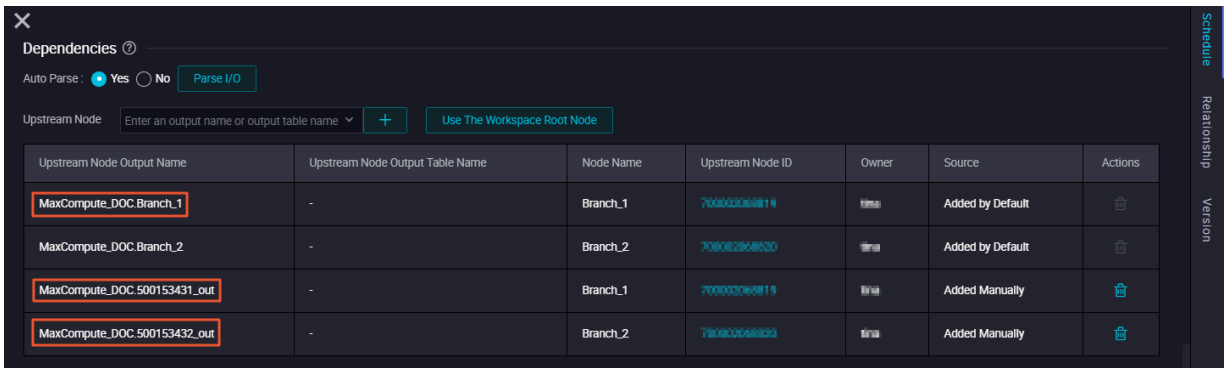 Dependencies ?
Auto Parse : Yes No Parse I/O
Upstream Node Enter an output name or output table name + Use The Workspace Root Node
Upstream Node Output Name Upstream Node Output Table Name Node Name Upstream Node ID Owner Source Actions
MaxCompute_DOC.Branch_1 - Branch_1 Added by Default
MaxCompute_DOC.Branch_2 - Branch_2 Added by Default
MaxCompute_DOC.500153431_out - Branch_1 Added Manually
MaxCompute_DOC.500153432_out - Branch_2 Added Manually
Schedule
Relationship
Version